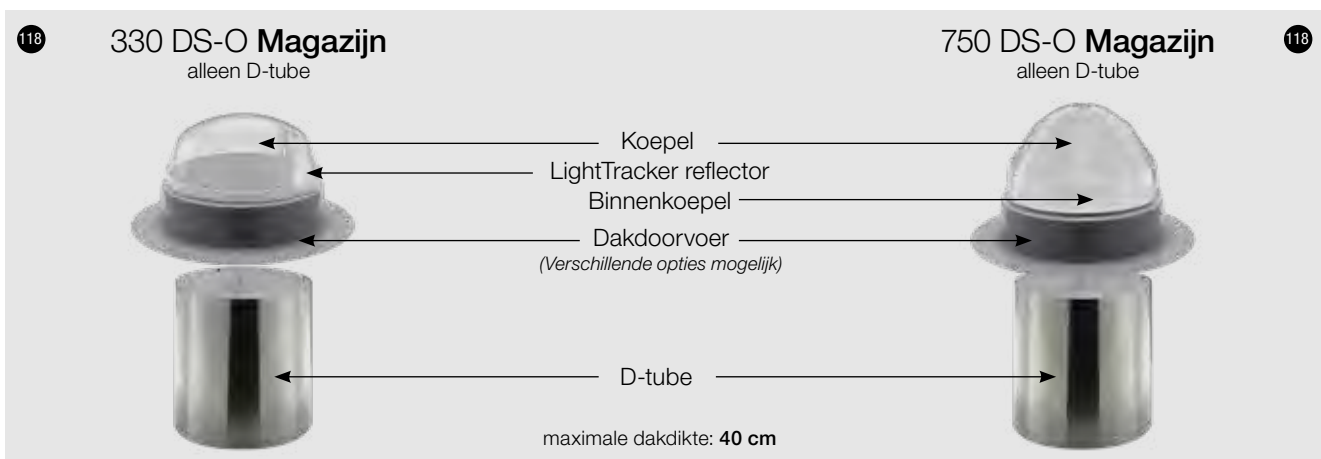 118
330 DS-O Magazijn
alleen D-tube
750 DS-O Magazijn
alleen D-tube
118
Koepel
LightTracker reflector
Binnenkoepel
Dakdoorvoer
(Verschillende opties mogelijk)
D-tube
maximale dakdikte: 40 cm